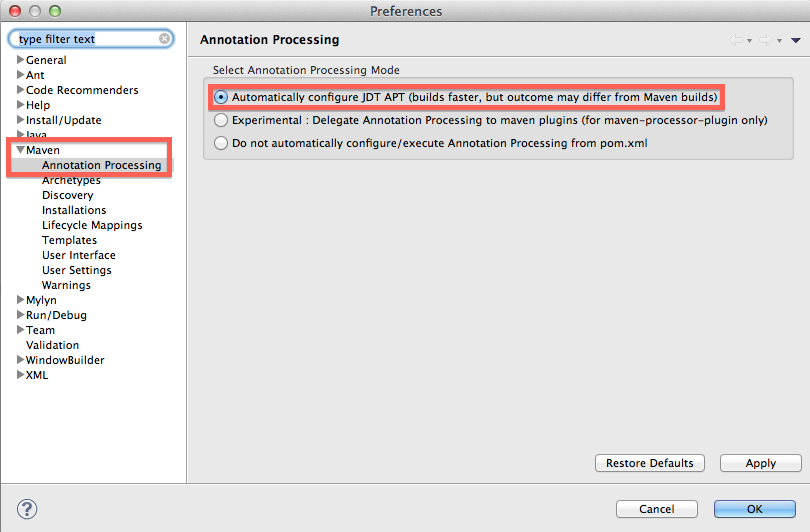 Preferences
type filter text
General
Ant
Code Recommenders
Help
Install/Update
Java
Maven
Annotation Processing
Archetypes
Discovery
Installations
Lifecycle Mappings
Templates
User Interface
User Settings
Warnings
Mylyn
Run/Debug
Team
Validation
WindowBuilder
XML
Annotation Processing
Select Annotation Processing Mode
Automatically configure JDT APT (builds faster, but outcome may differ from Maven builds)
Experimental : Delegate Annotation Processing to maven plugins (for maven-processor-plugin only)
Do not automatically configure/execute Annotation Processing from pom.xml
Restore Defaults
Apply
?
Cancel
OK